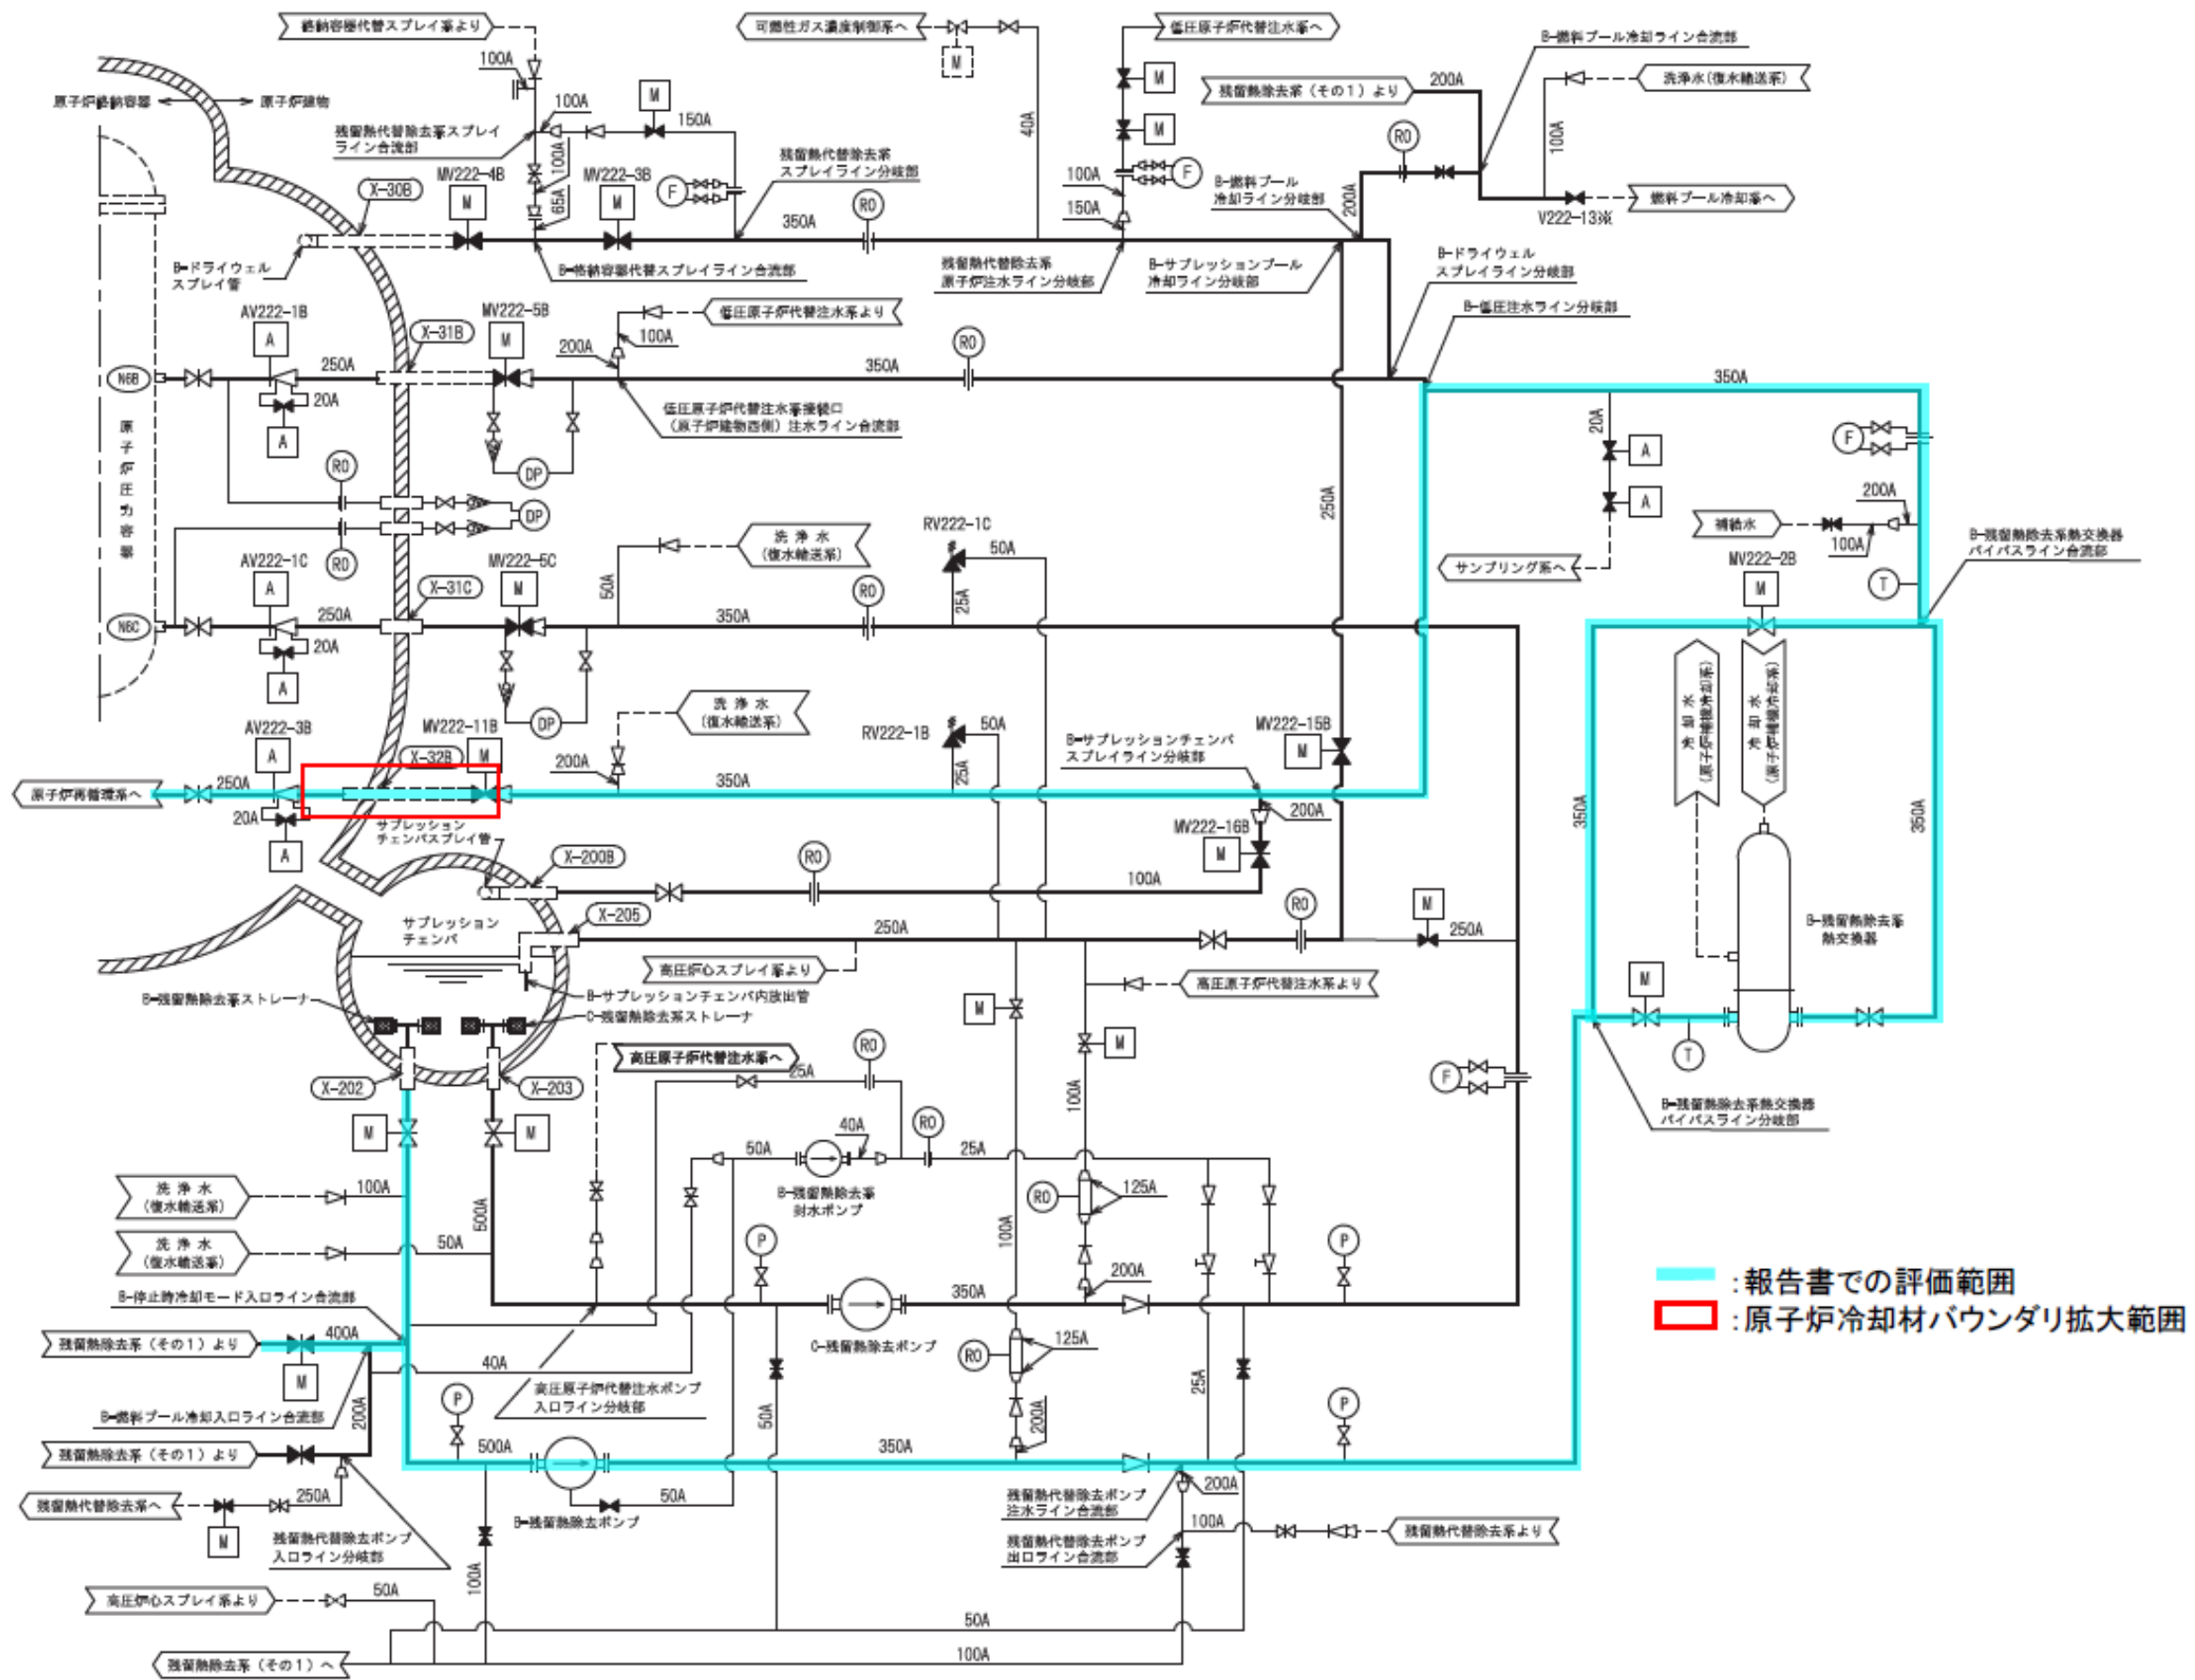 格納容器代替スプレイ系より
可燃性ガス濃度制御系へ
低圧原子炉代替注水系へ
B-燃料プール冷却ライン合流部
100A
M
M
200A
洗浄水(復水輸送系)
原子炉格納容器
原子炉建物
残留熱除去系(その1)より
100A
M
150A
40A
M
RO
100A
残留熱代替除去系スプレイ
ライン合流部
100A
残留熱代替除去系
スプレイライン分岐部
X-30B
MV222-4B
MV222-3B
65A
F
F
100A
150A
B-燃料プール
冷却ライン分岐部
200A
燃料プール冷却系へ
V222-13※
M
M
350A
RO
B-ドライウェル
スプレイ管
B-格納容器代替スプレイライン合流部
残留熱代替除去系
原子炉注水ライン分岐部
B-サプレッションプール
冷却ライン分岐部
B-ドライウェル
スプレイライン分岐部
B-低圧注水ライン分岐部
AV222-1B
A
X-31B
MV222-5B
M
低圧原子炉代替注水系より
100A
200A
RO
N6B
250A
350A
350A
20A
A
低圧原子炉代替注水系接続口
(原子炉建物西側)注水ライン合流部
20A
A
F
原子炉圧力容器
RO
DP
250A
A
200A
DP
補給水
100A
B-残留熱除去系熱交換器
バイパスライン合流部
RO
洗浄水
(復水輸送系)
RV222-1C
50A
サンプリング系へ
MV222-2B
M
T
AV222-1C
A
X-31C
MV222-5C
M
50A
RO
25A
N6C
250A
350A
20A
A
冷却水
(原子炉補機冷却系)
冷却水
(原子炉補機冷却系)
洗浄水
(復水輸送系)
DP
AV222-3B
A
MV222-11B
M
X-32B
RV222-1B
50A
B-サプレッションチェンバ
スプレイライン分岐部
MV222-15B
M
原子炉再循環系へ
250A
200A
350A
25A
350A
350A
20A
A
サプレッション
チェンバスプレイ管
200A
MV222-16B
M
X-200B
RO
100A
サプレッション
チェンバ
X-205
RO
M
250A
250A
B-残留熱除去系
熱交換器
高圧炉心スプレイ系より
高圧原子炉代替注水系より
B-残留熱除去系ストレーナ
B-サプレッションチェンバ内放出管
C-残留熱除去系ストレーナ
M
M
M
T
高圧原子炉代替注水系へ
RO
25A
F
X-202
X-203
100A
B-残留熱除去系熱交換器
バイパスライン分岐部
M
M
40A
RO
50A
25A
洗浄水
(復水輸送系)
100A
B-残留熱除去系
封水ポンプ
RO
125A
500A
100A
洗浄水
(復水輸送系)
50A
P
P
200A
B-停止時冷却モード入口ライン合流部
350A
:報告書での評価範囲
:原子炉冷却材バウンダリ拡大範囲
残留熱除去系(その1)より
400A
M
C-残留熱除去ポンプ
RO
125A
40A
高圧原子炉代替注水ポンプ
入口ライン分岐部
25A
P
P
50A
200A
B-燃料プール冷却入口ライン合流部
200A
残留熱除去系(その1)より
500A
350A
残留熱代替除去系へ
250A
M
50A
B-残留熱除去ポンプ
残留熱代替除去ポンプ
注水ライン合流部
200A
残留熱代替除去ポンプ
入口ライン分岐部
残留熱代替除去ポンプ
出口ライン合流部
100A
残留熱代替除去系より
100A
高圧炉心スプレイ系より
50A
50A
残留熱除去系(その1)へ
100A